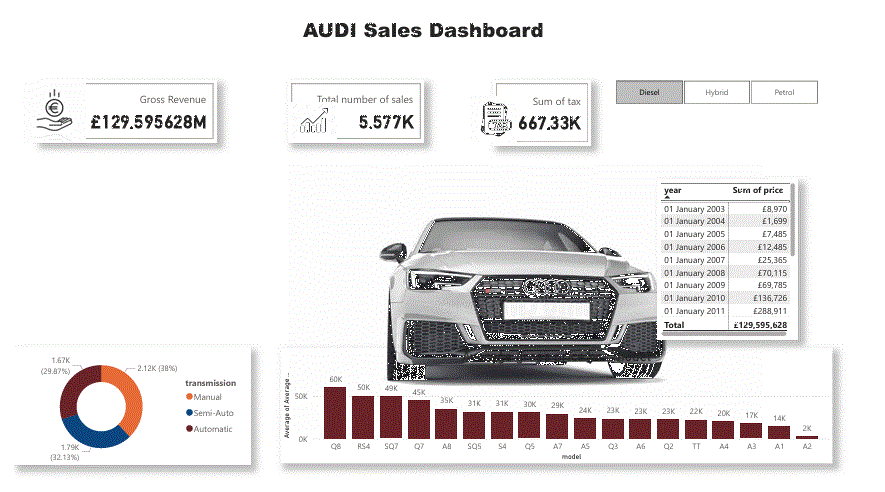 AUDI Sales Dashboard
Gross Revenue
£129.595628M
Total number of sales
5.577K
Sum of tax
667.33K
Diesel
Hybrid
Petrol
year Sum of price
01 January 2003 £8,970
01 January 2004 £1,699
01 January 2005 £7,485
01 January 2006 £12,485
01 January 2007 £25,365
01 January 2008 £70,115
01 January 2009 £69,785
01 January 2010 £136,726
01 January 2011 £288,911
Total £129,595,628
1.67K
(29.87%)
2.12K (38%)
1.79K
(32.13%)
transmission
Manual
Semi-Auto
Automatic
Average of Average ...
50K
0K
60K 50K 49K 45K 35K 31K 31K 30K 29K 24K 23K 23K 23K 22K 20K 17K 14K 2K
Q8 RS4 SQ7 Q7 A8 SQ5 S4 Q5 A7 A5 Q3 A6 Q2 TT A4 A3 A1 A2
model